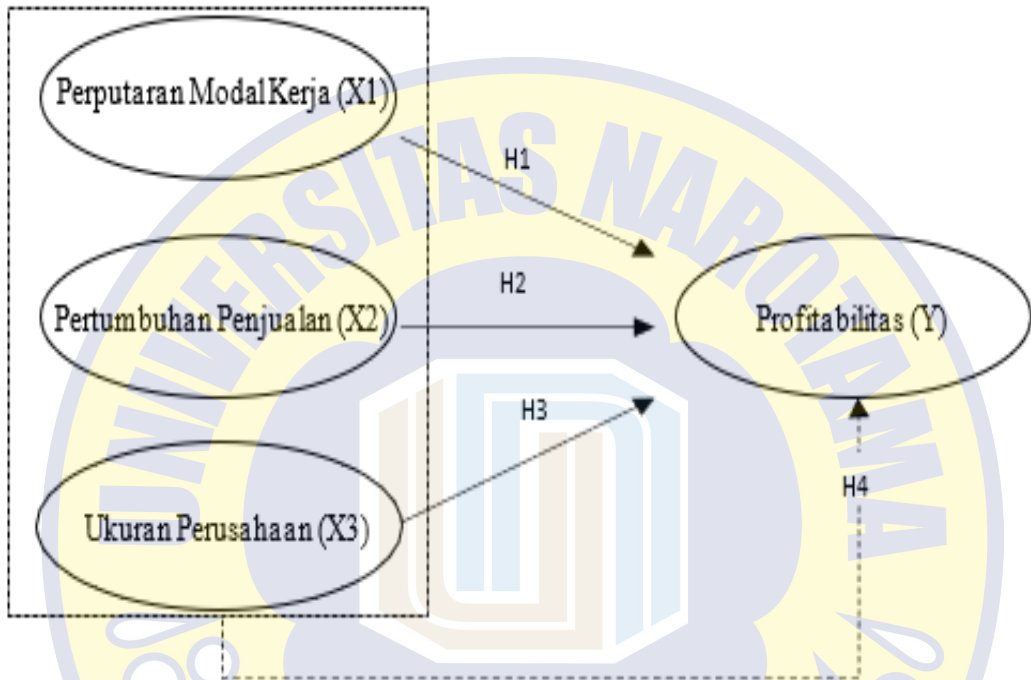 Perputaran Modal Kerja (X1)
H1
Pertumbuhan Penjualan (X2)
H2
Profitabilitas (Y)
H3
Ukuran Perusahaan (X3)
H4
UNIVERSITAS NAROTAMA